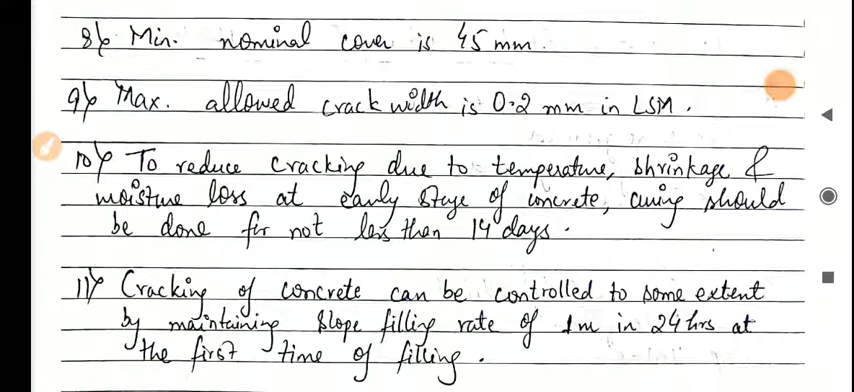 8) Min. nominal cover is 45 mm.
9) Max. allowed crack width is 0.2 mm in LSM.
10) To reduce cracking due to temperature, shrinkage &
moisture loss at early stage of concrete, curing should
be done for not less than 14 days.
11) Cracking of concrete can be controlled to some extent
by maintaining slope filling rate of 1m in 24 hrs at
the first time of filling.